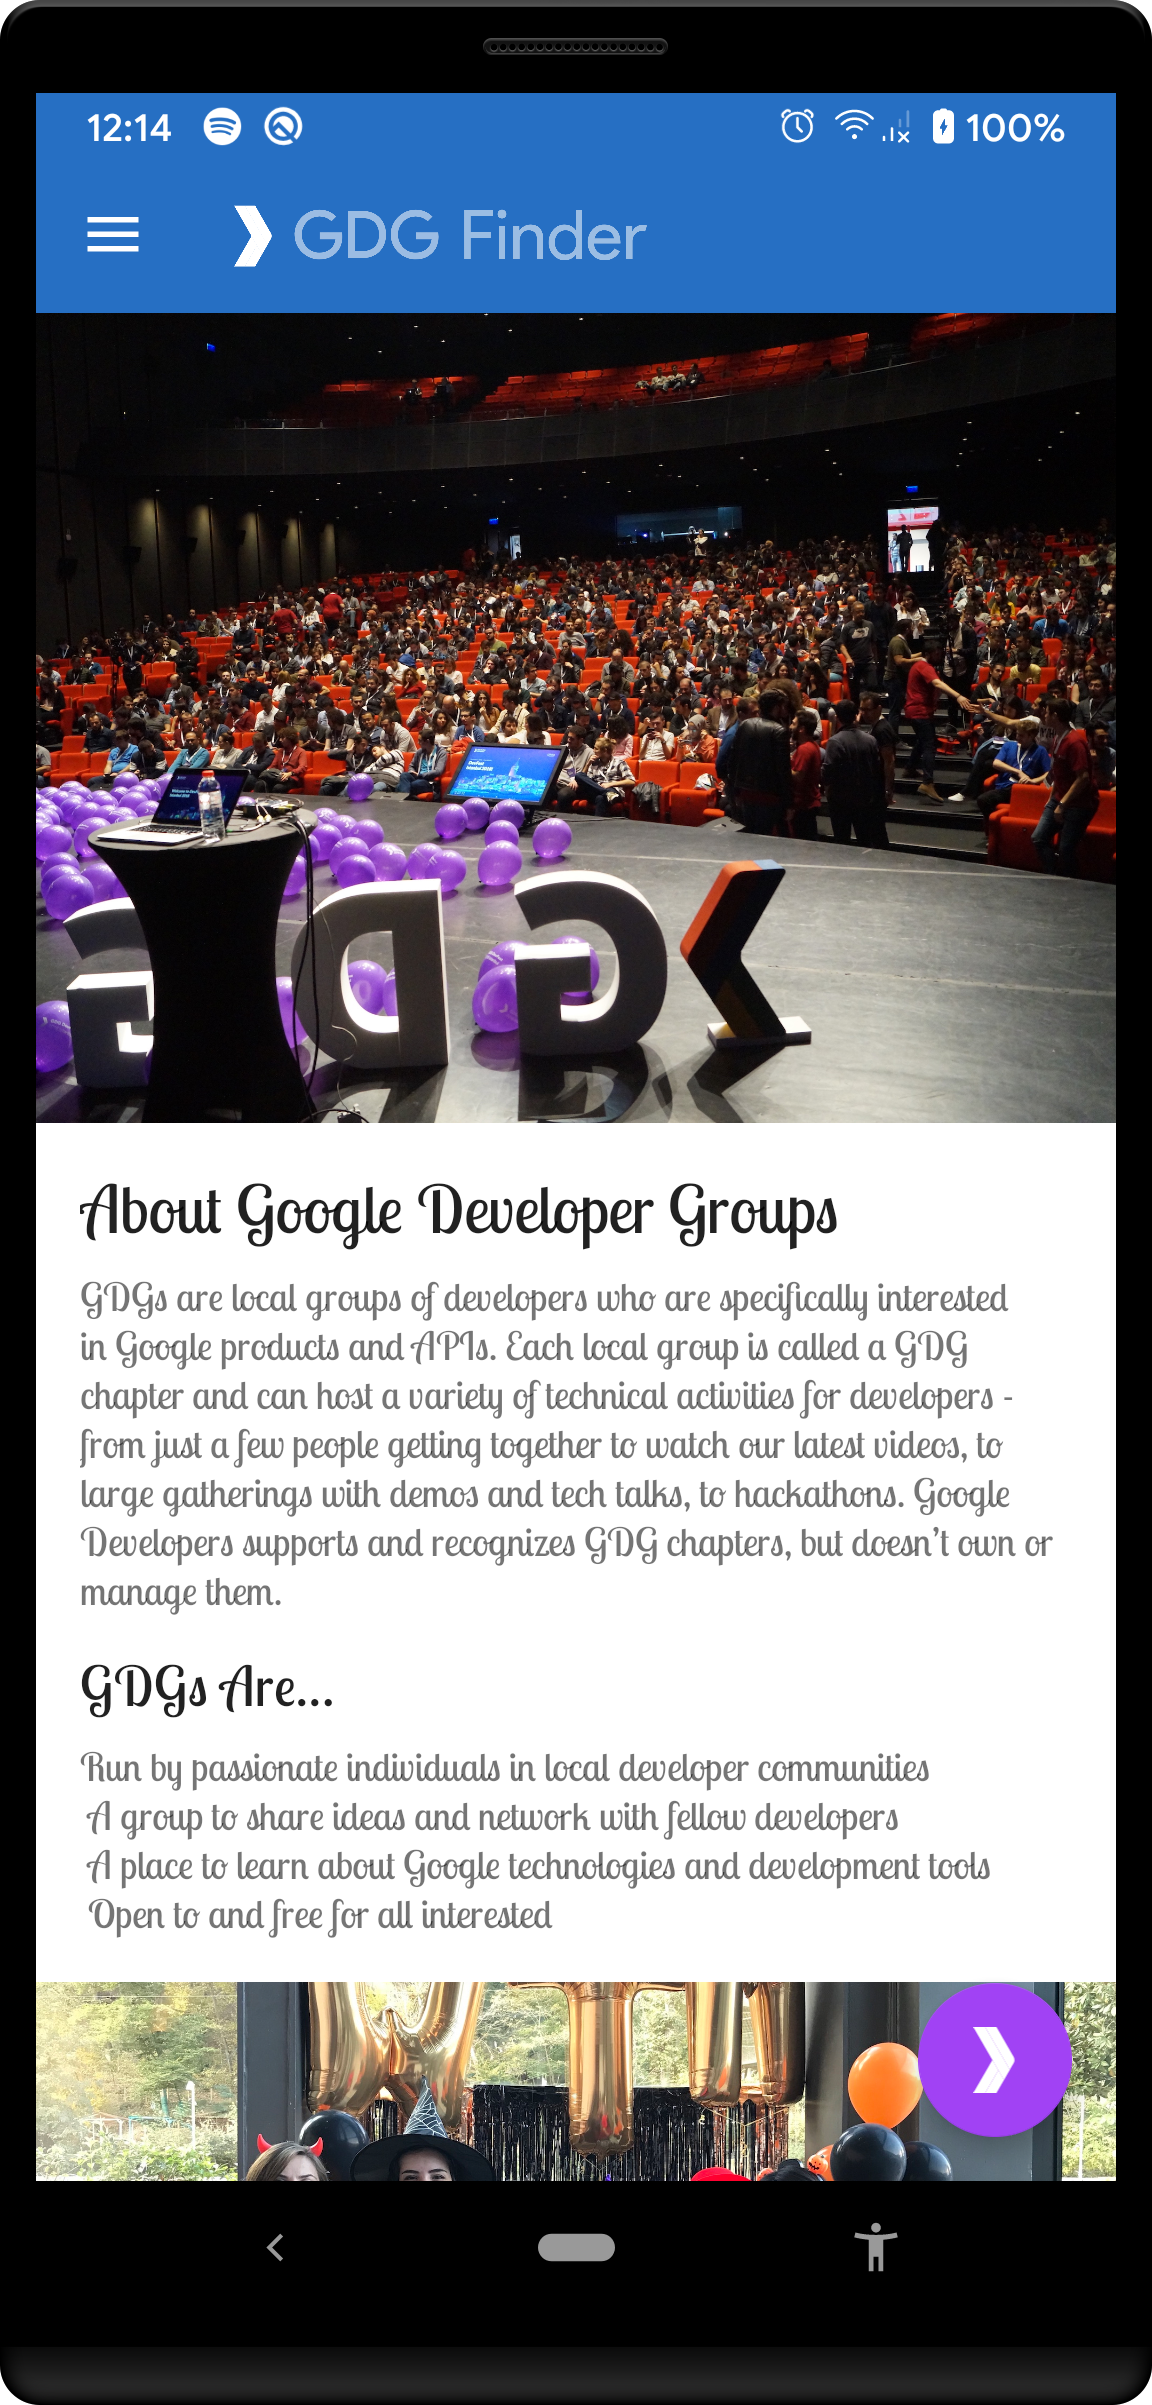 12:14
100%
GDG Finder
GDG
About Google Developer Groups
GDGs are local groups of developers who are specifically interested
in Google products and APIs. Each local group is called a GDG
chapter and can host a variety of technical activities for developers -
from just a few people getting together to watch our latest videos, to
large gatherings with demos and tech talks, to hackathons. Google
Developers supports and recognizes GDG chapters, but doesn't own or
manage them.
GDGs Are...
Run by passionate individuals in local developer communities
A group to share ideas and network with fellow developers
A place to learn about Google technologies and development tools
Open to and free for all interested